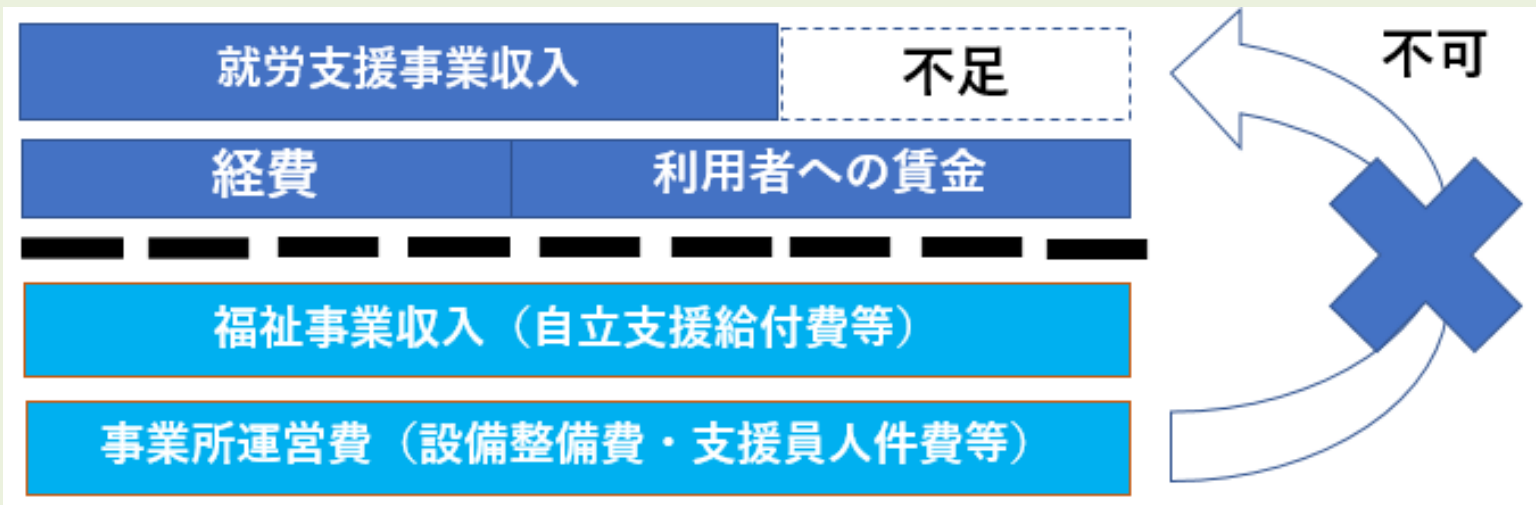 就労支援事業収入
不足
不可
経費
利用者への賃金
福祉事業収入（自立支援給付費等）
事業所運営費（設備整備費・支援員人件費等）